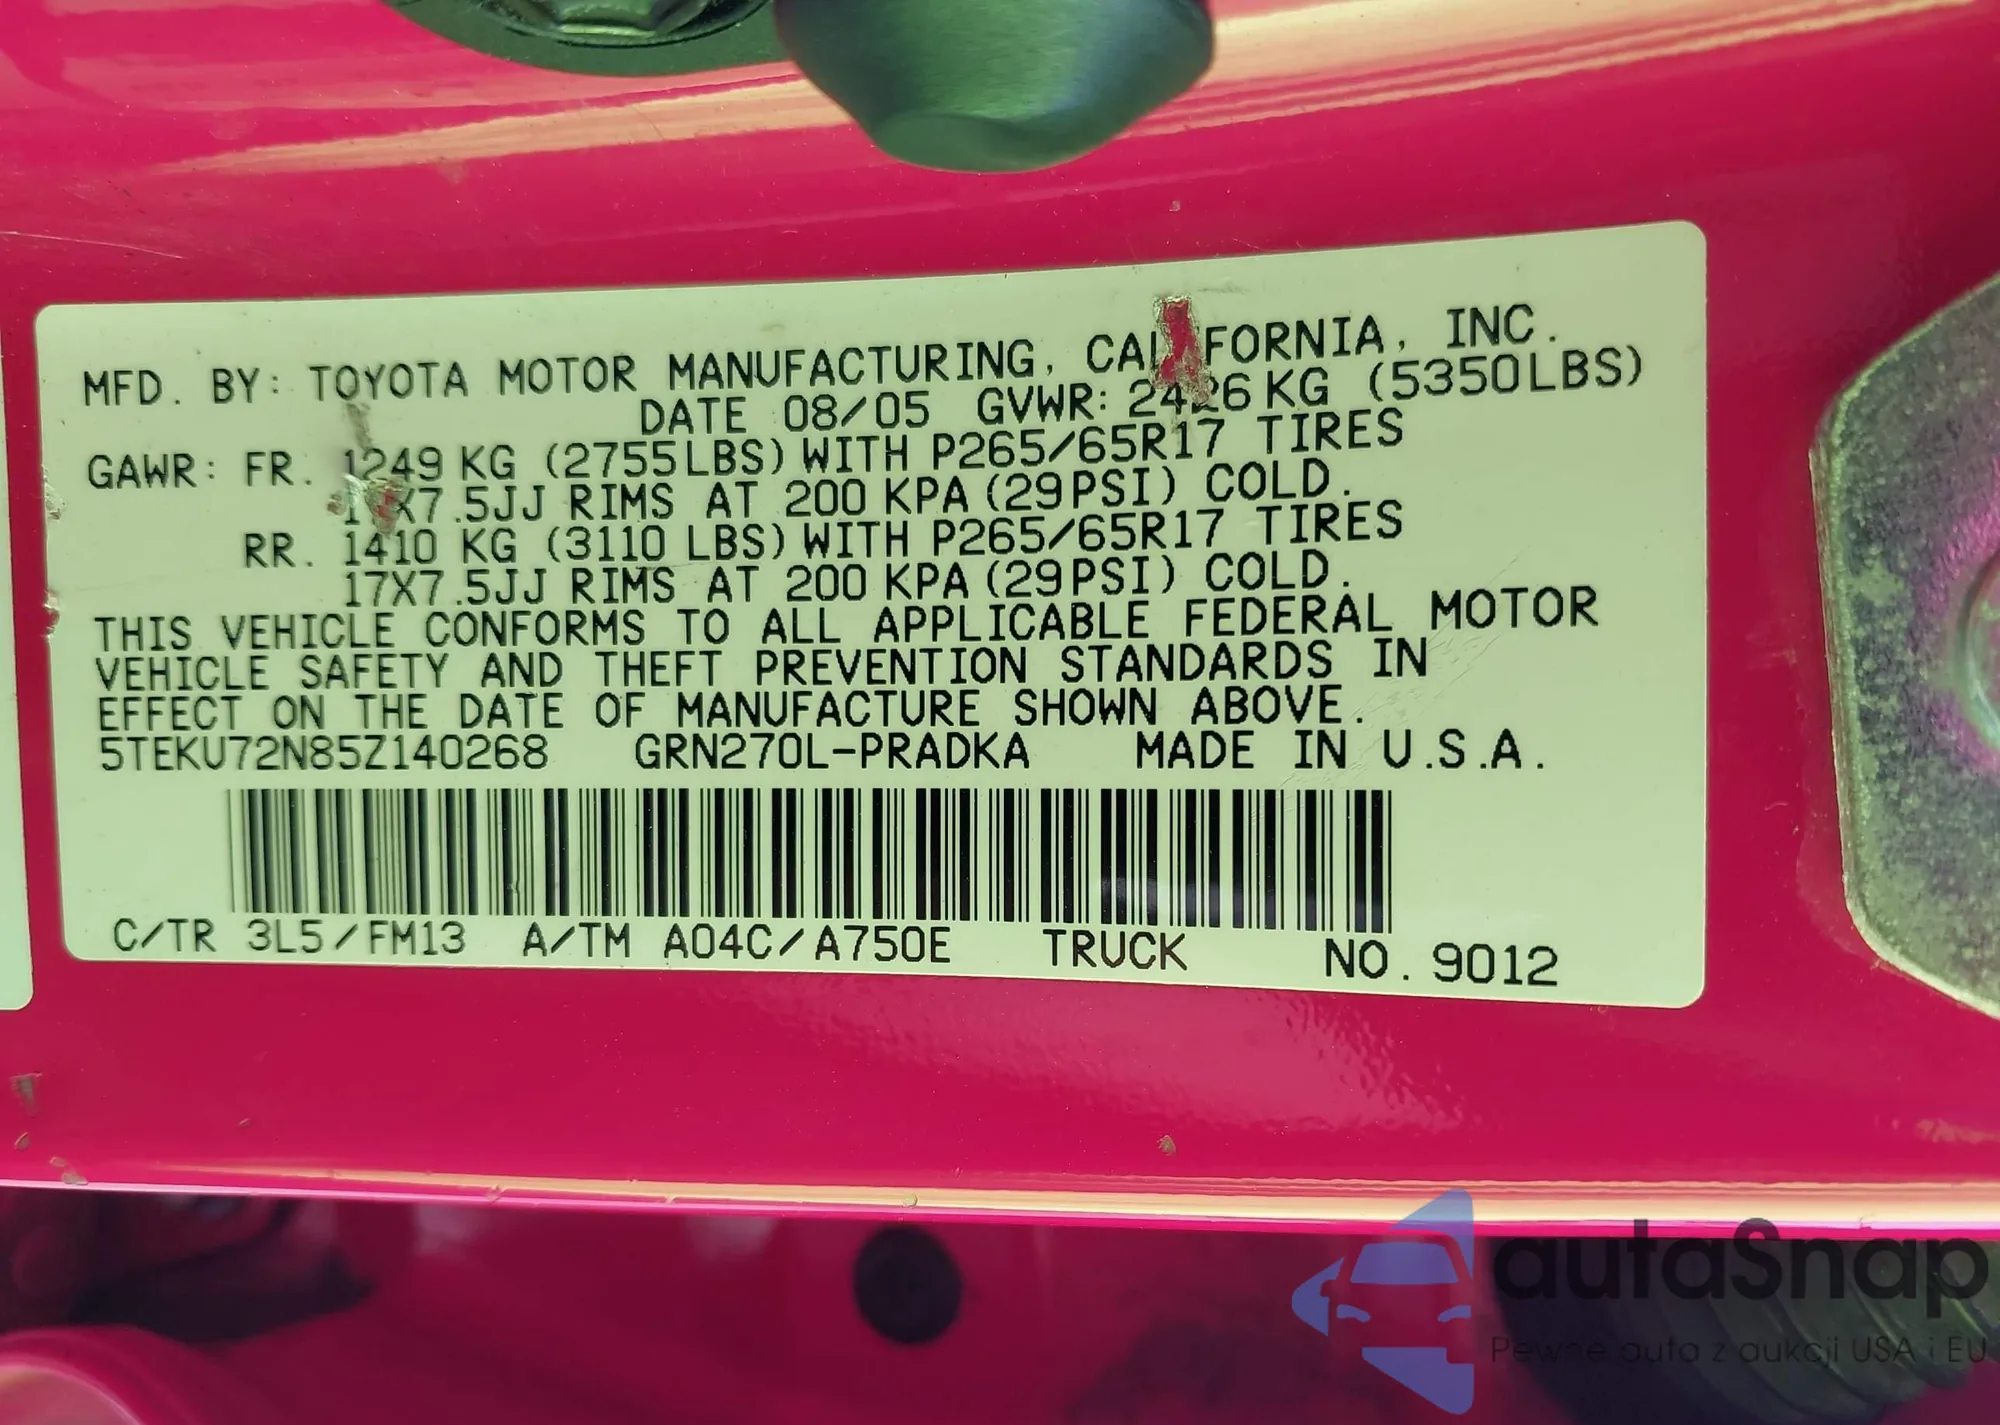 MFD. BY: TOYOTA MOTOR MANUFACTURING, CALIFORNIA, INC.
DATE 08/05 GVWR: 2426 KG (5350LBS)
GAWR: FR. 1249 KG (2755LBS) WITH P265/65R17 TIRES
17X7.5JJ RIMS AT 200 KPA (29PSI) COLD.
RR. 1410 KG (3110 LBS) WITH P265/65R17 TIRES
17X7.5JJ RIMS AT 200 KPA (29PSI) COLD.
THIS VEHICLE CONFORMS TO ALL APPLICABLE FEDERAL MOTOR
VEHICLE SAFETY AND THEFT PREVENTION STANDARDS IN
EFFECT ON THE DATE OF MANUFACTURE SHOWN ABOVE.
5TEKU72N85Z140268 GRN270L-PRADKA MADE IN U.S.A.
C/TR 3L5/FM13 A/TM A04C/A750E TRUCK NO. 9012
autaSnap
Pewne auta z aukcji USA i EU